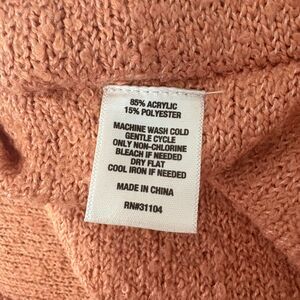 85% ACRYLIC
15% POLYESTER
MACHINE WASH COLD
GENTLE CYCLE
ONLY NON-CHLORINE
BLEACH IF NEEDED
DRY FLAT
COOL IRON IF NEEDED
MADE IN CHINA
RN#31104